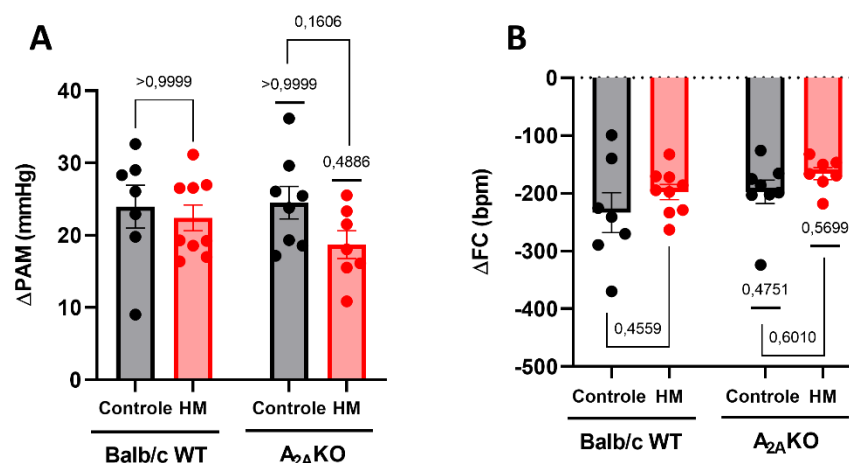 A
ΔPAM (mmHg)
40
30
20
10
0
>0,9999
0,1606
>0,9999
0,4886
Controle HM
Controle HM
Balb/c WT
A2AKO
B
ΔFC (bpm)
0
-100
-200
-300
-400
-500
0,4559
0,4751
0,5699
0,6010
Controle HM
Controle HM
Balb/c WT
A2AKO